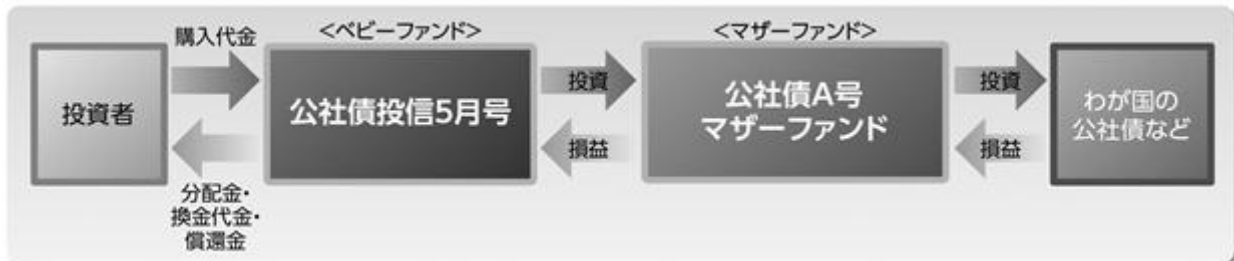 購入代金
<ベビーファンド>
<マザーファンド>
投資者
公社債投信5月号
投資
公社債A号
マザーファンド
投資
わが国の
公社債など
損益
損益
分配金・
換金代金・
償還金